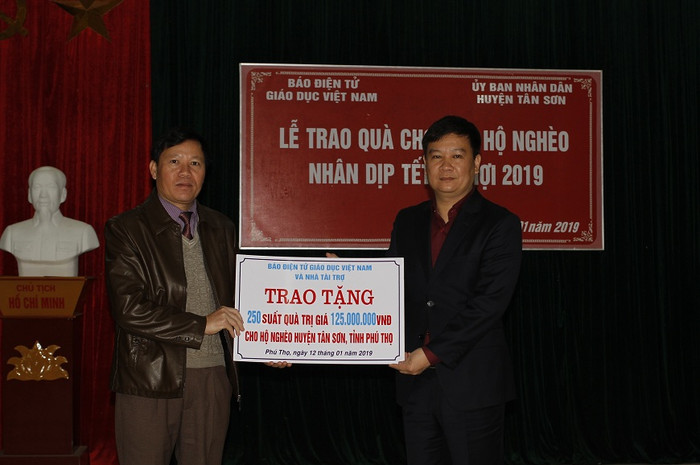 BÁO ĐIỆN TỬ
GIÁO DỤC VIỆT NAM
ỦY BAN NHÂN DÂN
HUYỆN TÂN SƠN
LỄ TRAO QUÀ CH HỘ NGHÈO
NHÂN DỊP TẾT ỢI 2019
01 năm 2019
CHỦ TỊCH
HỒ CHÍ MINH
BÁO ĐIỆN TỬ GIÁO DỤC VIỆT NAM
VÀ NHÀ TÀI TRỢ
TRAO TẶNG
250 SUẤT QUÀ TRỊ GIÁ 125.000.000VNĐ
CHO HỘ NGHÈO HUYỆN TÂN SƠN, TỈNH PHÚ THỌ
Phú Thọ, ngày 12 tháng 01 năm 2019